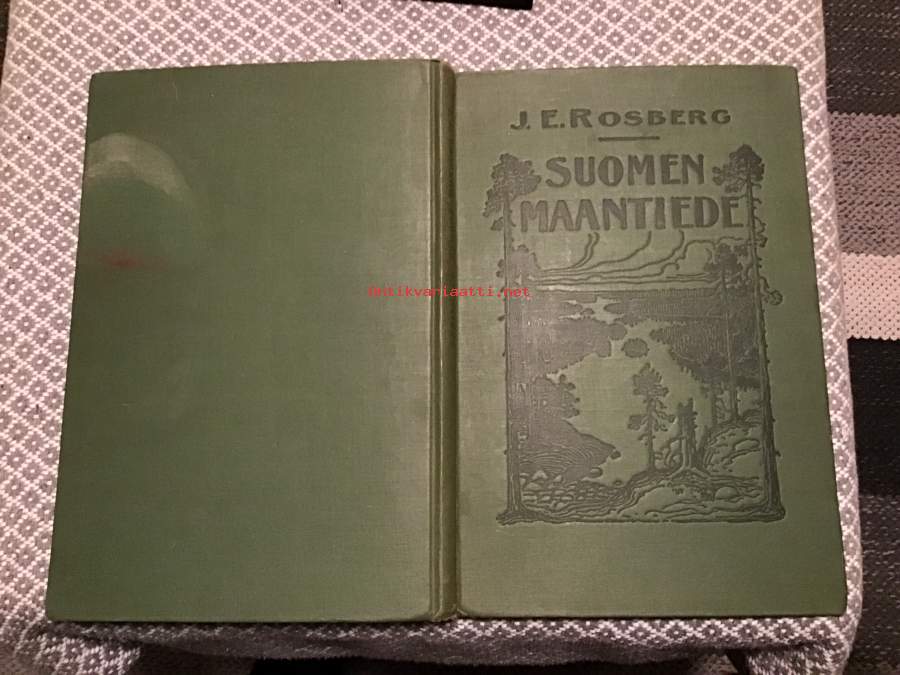 J. E. ROSBERG
SUOMEN
MAANTIEDE
antikvariaatti.net